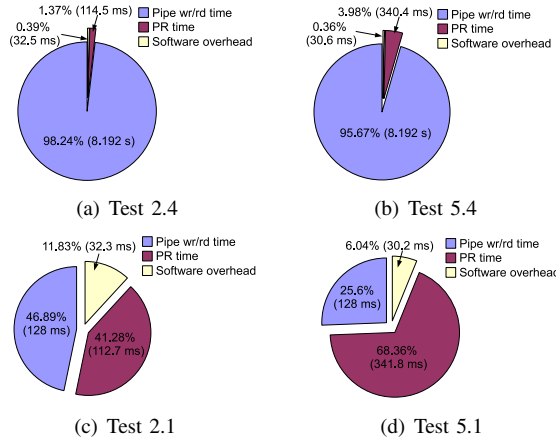 1.37% (114.5 ms)
0.39%
(32.5 ms)
Pipe wr/rd time
PR time
Software overhead
98.24% (8.192 s)
(a) Test 2.4
3.98% (340.4 ms)
0.36%
(30.6 ms)
Pipe wr/rd time
PR time
Software overhead
95.67% (8.192 s)
(b) Test 5.4
11.83% (32.3 ms)
Pipe wr/rd time
PR time
Software overhead
46.89%
(128 ms)
41.28%
(112.7 ms)
(c) Test 2.1
6.04% (30.2 ms)
Pipe wr/rd time
PR time
Software overhead
25.6%
(128 ms)
68.36%
(341.8 ms)
(d) Test 5.1